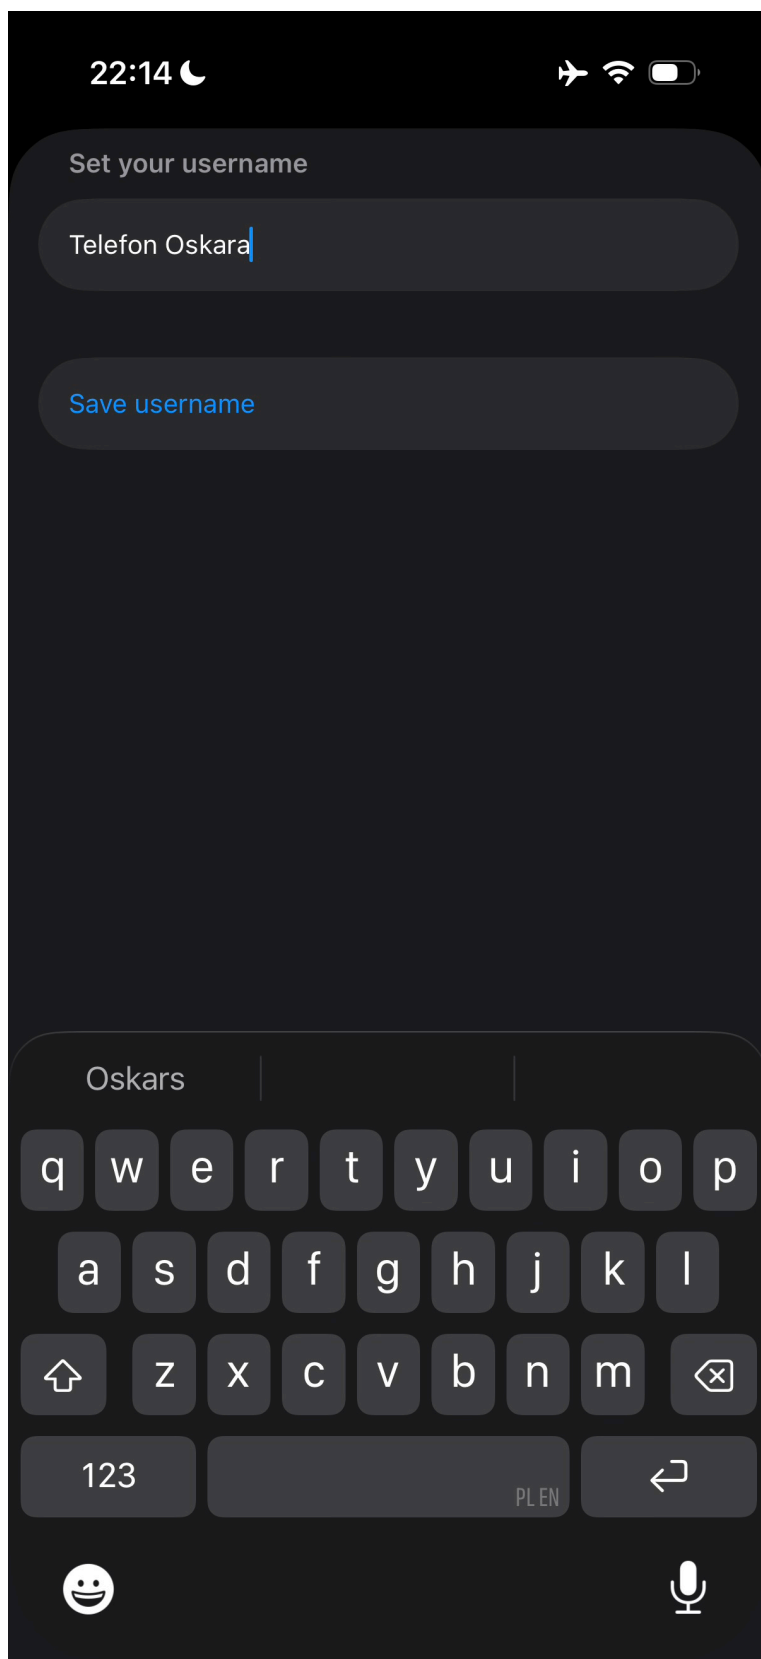 22:14
Set your username
Telefon Oskara
Save username
Oskars
q w e r t y u i o p
a s d f g h j k l
z x c v b n m
123
PL EN